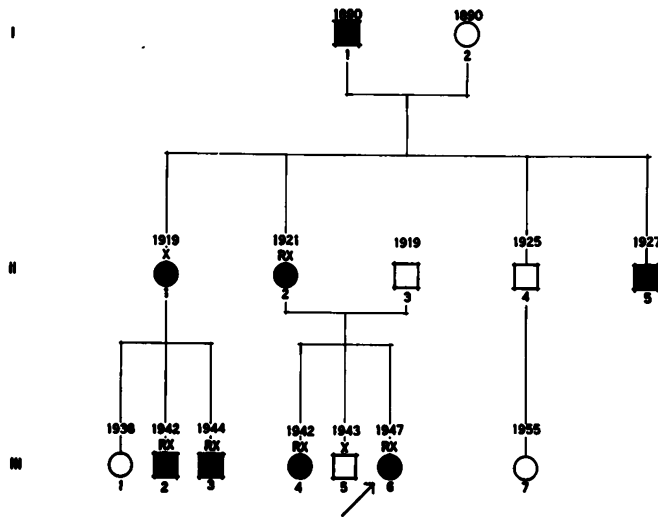 I
1890 1890
1 2
1919 1921 1919 1925 1927
X RX
II
1 2 3 4 5
1936 1942 1944 1942 1943 1947 1955
RX RX RX X RX
III
1 2 3 4 5 6 7